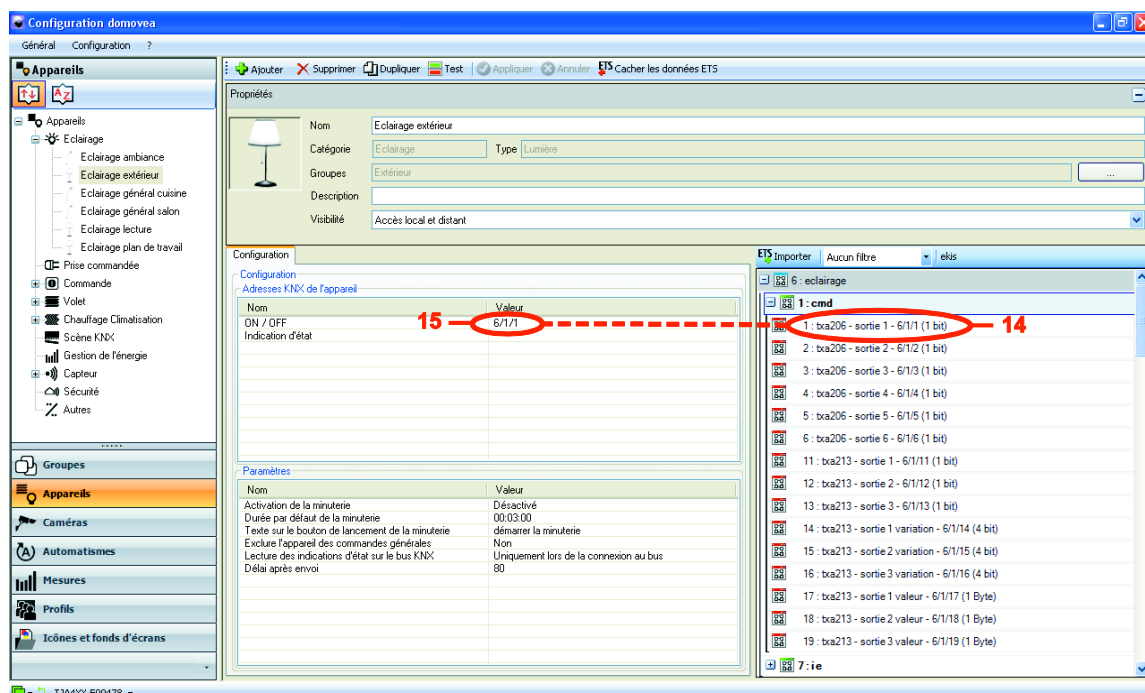 Configuration domovea
Général Configuration ?
Appareils
Appareils
Eclairage
Eclairage ambiance
Eclairage extérieur
Eclairage général cuisine
Eclairage général salon
Eclairage lecture
Eclairage plan de travail
Prise commandée
Commande
Volet
Chauffage Climatisation
Scène KNX
Gestion de l'énergie
Capteur
Sécurité
Autres
Groupes
Appareils
Caméras
Automatismes
Mesures
Profils
Icônes et fonds d'écrans
Ajouter Supprimer Dupliquer Test Appliquer Annuler ETS Cacher les données ETS
Propriétés
Nom Eclairage extérieur
Catégorie Eclairage Type Lumière
Groupes Extérieur ...
Description
Visibilité Accès local et distant
Configuration
Configuration
Adresses KNX de l'appareil
Nom Valeur
ON / OFF 6/1/1
Indication d'état
15
Paramètres
Nom Valeur
Activation de la minuterie Désactivé
Durée par défaut de la minuterie 00:03:00
Texte sur le bouton de lancement de la minuterie démarrer la minuterie
Exclure l'appareil des commandes générales Non
Lecture des indications d'état sur le bus KNX Uniquement lors de la connexion au bus
Délai après envoi 80
ETS Importer Aucun filtre ekis
6 : eclairage
1 : cmd
1 : txa206 - sortie 1 - 6/1/1 (1 bit)
14
2 : txa206 - sortie 2 - 6/1/2 (1 bit)
3 : txa206 - sortie 3 - 6/1/3 (1 bit)
4 : txa206 - sortie 4 - 6/1/4 (1 bit)
5 : txa206 - sortie 5 - 6/1/5 (1 bit)
6 : txa206 - sortie 6 - 6/1/6 (1 bit)
11 : txa213 - sortie 1 - 6/1/11 (1 bit)
12 : txa213 - sortie 2 - 6/1/12 (1 bit)
13 : txa213 - sortie 3 - 6/1/13 (1 bit)
14 : txa213 - sortie 1 variation - 6/1/14 (4 bit)
15 : txa213 - sortie 2 variation - 6/1/15 (4 bit)
16 : txa213 - sortie 3 variation - 6/1/16 (4 bit)
17 : txa213 - sortie 1 valeur - 6/1/17 (1 Byte)
18 : txa213 - sortie 2 valeur - 6/1/18 (1 Byte)
19 : txa213 - sortie 3 valeur - 6/1/19 (1 Byte)
7 : ie